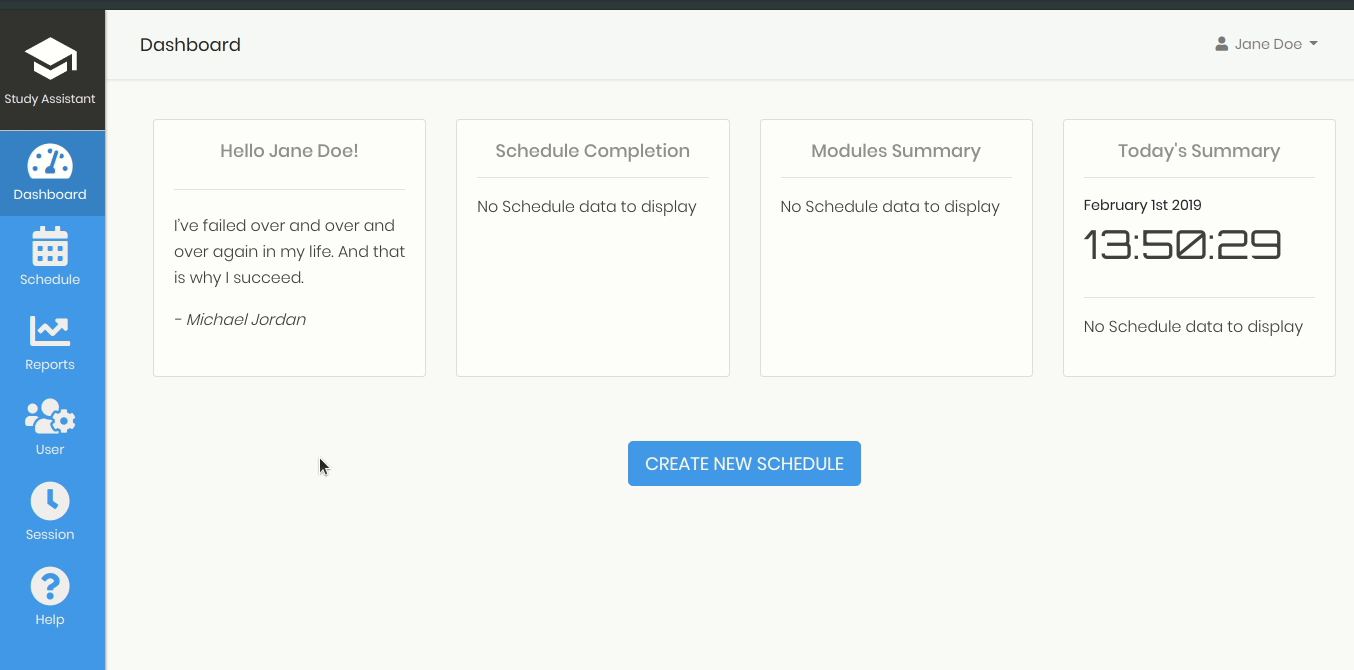 Dashboard
Jane Doe
Study Assistant
Dashboard
Schedule
Reports
User
Session
Help
Hello Jane Doe!
I've failed over and over and
over again in my life. And that
is why I succeed.
- Michael Jordan
Schedule Completion
No Schedule data to display
Modules Summary
No Schedule data to display
Today's Summary
February 1st 2019
13:50:29
No Schedule data to display
CREATE NEW SCHEDULE